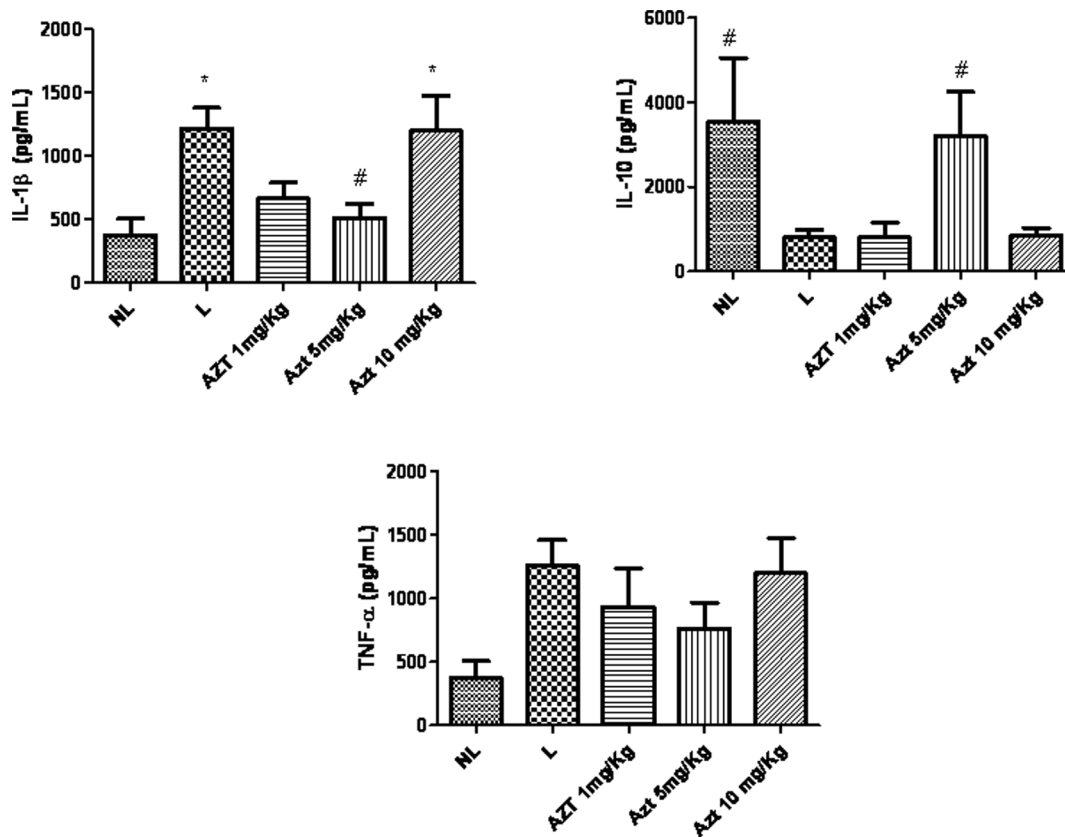 2000
1500
1000
500
0
IL-1β (pg/mL)
*
#
*
NL
L
AZT 1mg/Kg
Azt 5mg/Kg
Azt 10 mg/Kg
6000
4000
2000
0
IL-10 (pg/mL)
#
#
NL
L
AZT 1mg/Kg
Azt 5mg/Kg
Azt 10 mg/Kg
2000
1500
1000
500
0
TNF-α (pg/mL)
NL
L
AZT 1mg/Kg
Azt 5mg/Kg
Azt 10 mg/Kg